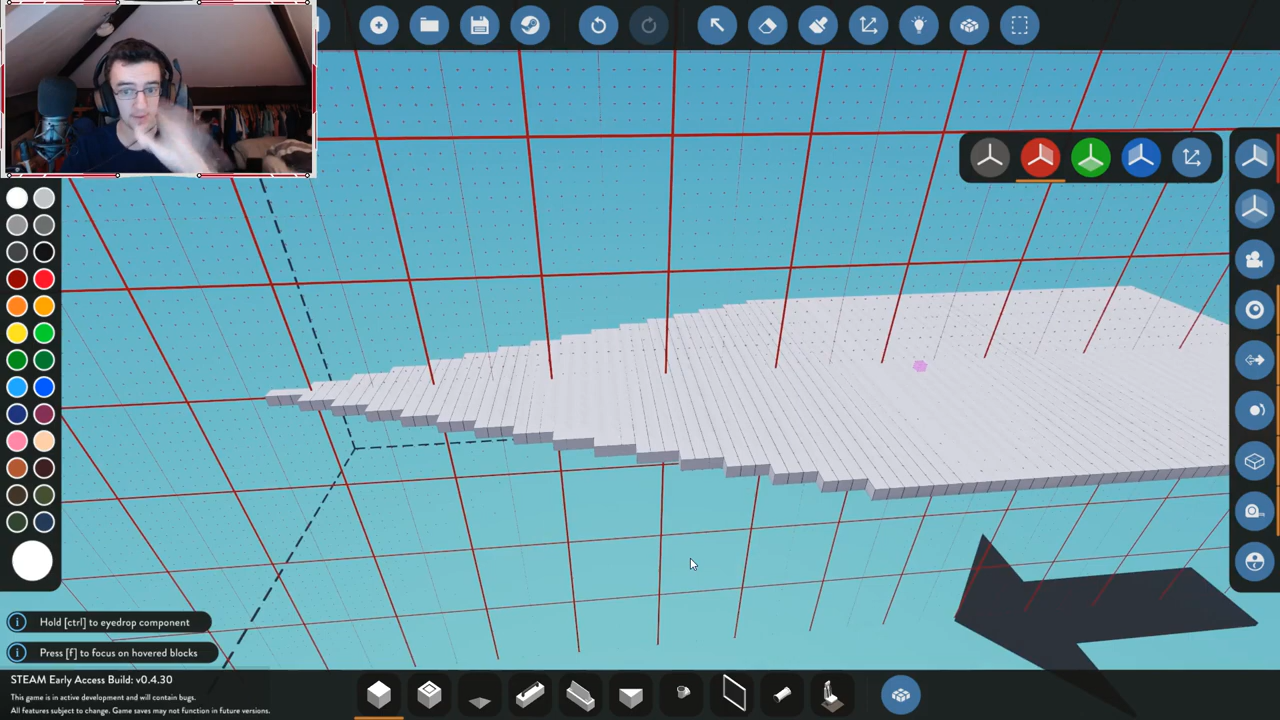 Hold [ctrl] to eyedrop component
Press [f] to focus on hovered blocks
STEAM Early Access Build: v0.4.30
This game is in active development and will contain bugs.
All features subject to change. Game saves may not function in future versions.